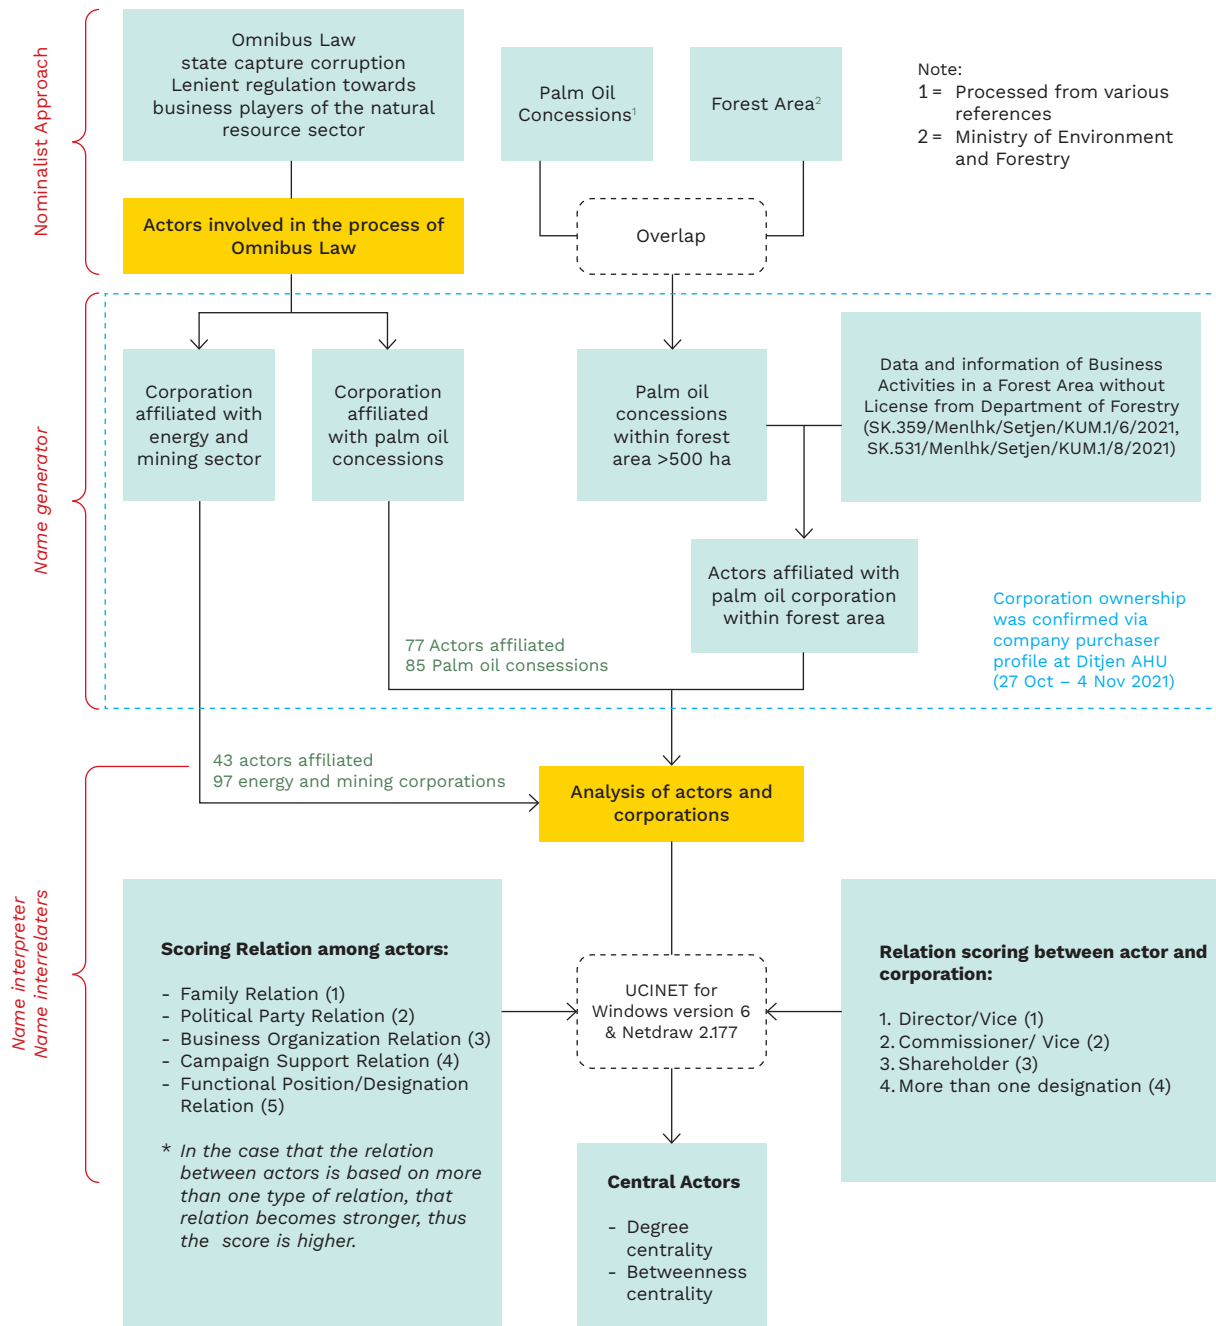 Nominalist Approach
Omnibus Law
state capture corruption
Lenient regulation towards
business players of the natural
resource sector
Palm Oil
Concessions¹
Forest Area²
Note:
1 = Processed from various
references
2 = Ministry of Environment
and Forestry
Actors involved in the process of
Omnibus Law
Overlap
Name generator
Corporation
affiliated with
energy and
mining sector
Corporation
affiliated
with palm oil
concessions
Palm oil
concessions
within forest
area >500 ha
Data and information of Business
Activities in a Forest Area without
License from Department of Forestry
(SK.359/Menlhk/Setjen/KUM.1/6/2021,
SK.531/Menlhk/Setjen/KUM.1/8/2021)
Actors affiliated with
palm oil corporation
within forest area
Corporation ownership
was confirmed via
company purchaser
profile at Ditjen AHU
(27 Oct – 4 Nov 2021)
77 Actors affiliated
85 Palm oil consessions
43 actors affiliated
97 energy and mining corporations
Analysis of actors and
corporations
Name interpreter
Name interrelaters
Scoring Relation among actors:
- Family Relation (1)
- Political Party Relation (2)
- Business Organization Relation (3)
- Campaign Support Relation (4)
- Functional Position/Designation
Relation (5)
* In the case that the relation
between actors is based on more
than one type of relation, that
relation becomes stronger, thus
the score is higher.
UCINET for
Windows version 6
& Netdraw 2.177
Relation scoring between actor and
corporation:
1. Director/Vice (1)
2. Commissioner/ Vice (2)
3. Shareholder (3)
4. More than one designation (4)
Central Actors
- Degree
centrality
- Betweenness
centrality